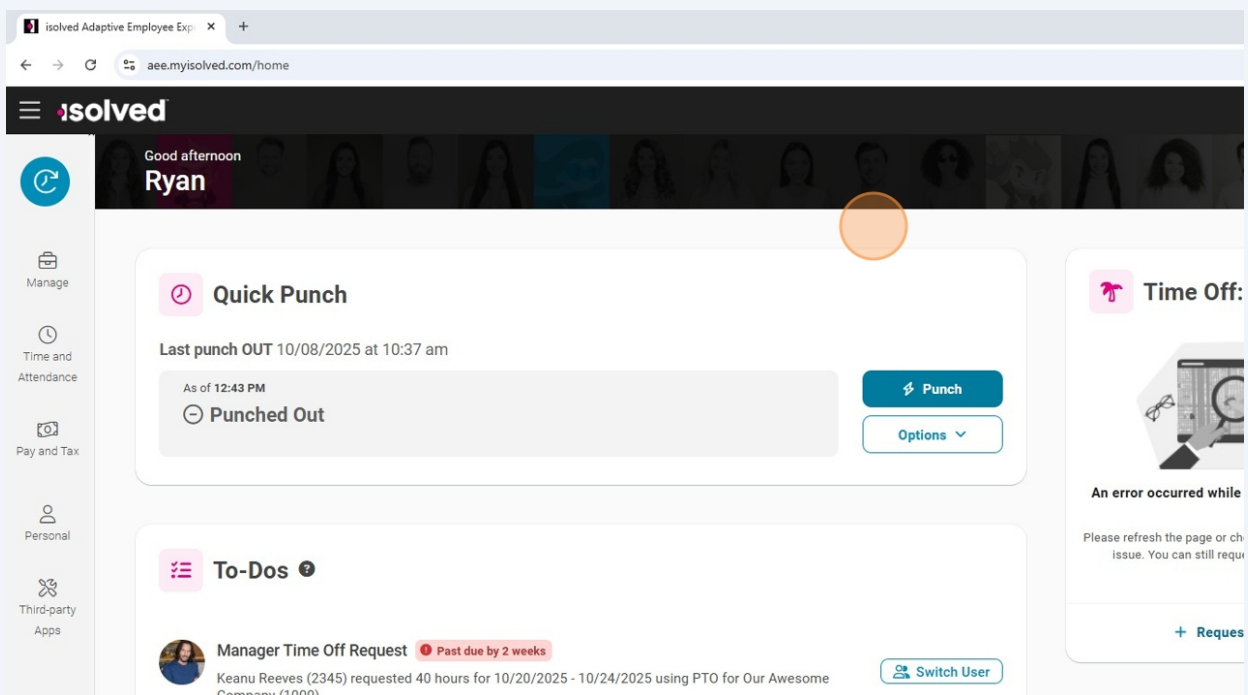 isolved Adaptive Employee Exp
aee.myisolved.com/home
isolved
Good afternoon
Ryan
Manage
Time and
Attendance
Pay and Tax
Personal
Third-party
Apps
Quick Punch
Last punch OUT 10/08/2025 at 10:37 am
As of 12:43 PM
Punched Out
Punch
Options
To-Dos
Manager Time Off Request Past due by 2 weeks
Keanu Reeves (2345) requested 40 hours for 10/20/2025 - 10/24/2025 using PTO for Our Awesome
Company (1000)
Switch User
Time Off:
An error occurred while
Please refresh the page or
issue. You can still
+